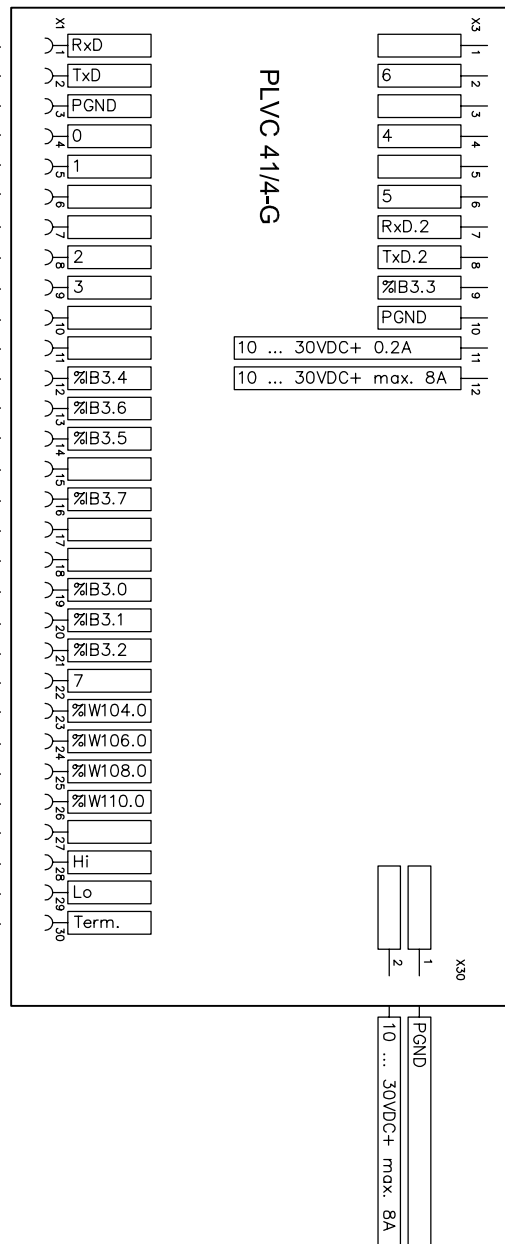 X1
1 RxD
2 TxD
3 PGND
4 0
5 1
6
7
8 2
9 3
10
11
12 %IB3.4
13 %IB3.6
14 %IB3.5
15
16 %IB3.7
17
18
19 %IB3.0
20 %IB3.1
21 %IB3.2
22 7
23 %IW104.0
24 %IW106.0
25 %IW108.0
26 %IW110.0
27
28 Hi
29 Lo
30 Term.
PLVC 41/4-G
X3
1
6 2
3
4 4
5
5 6
RxD.2 7
TxD.2 8
%IB3.3 9
PGND 10
10 ... 30VDC+ 0.2A 11
10 ... 30VDC+ max. 8A 12
X30
1
2
PGND
10 ... 30VDC+ max. 8A